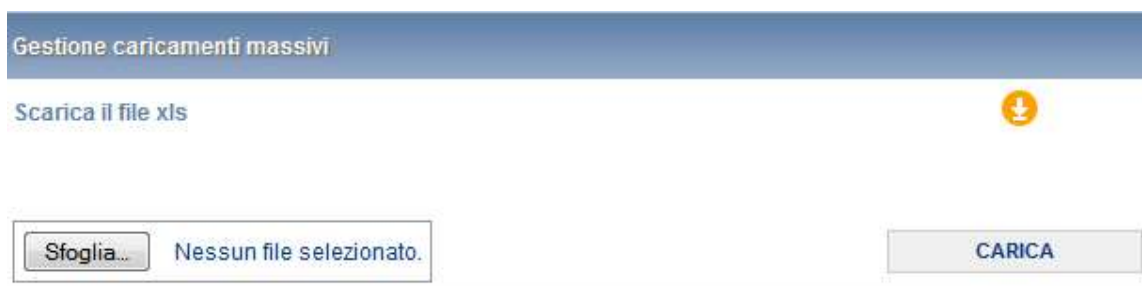 Gestione caricamenti massivi
Scarica il file xls
Sfoglia... Nessun file selezionato. CARICA